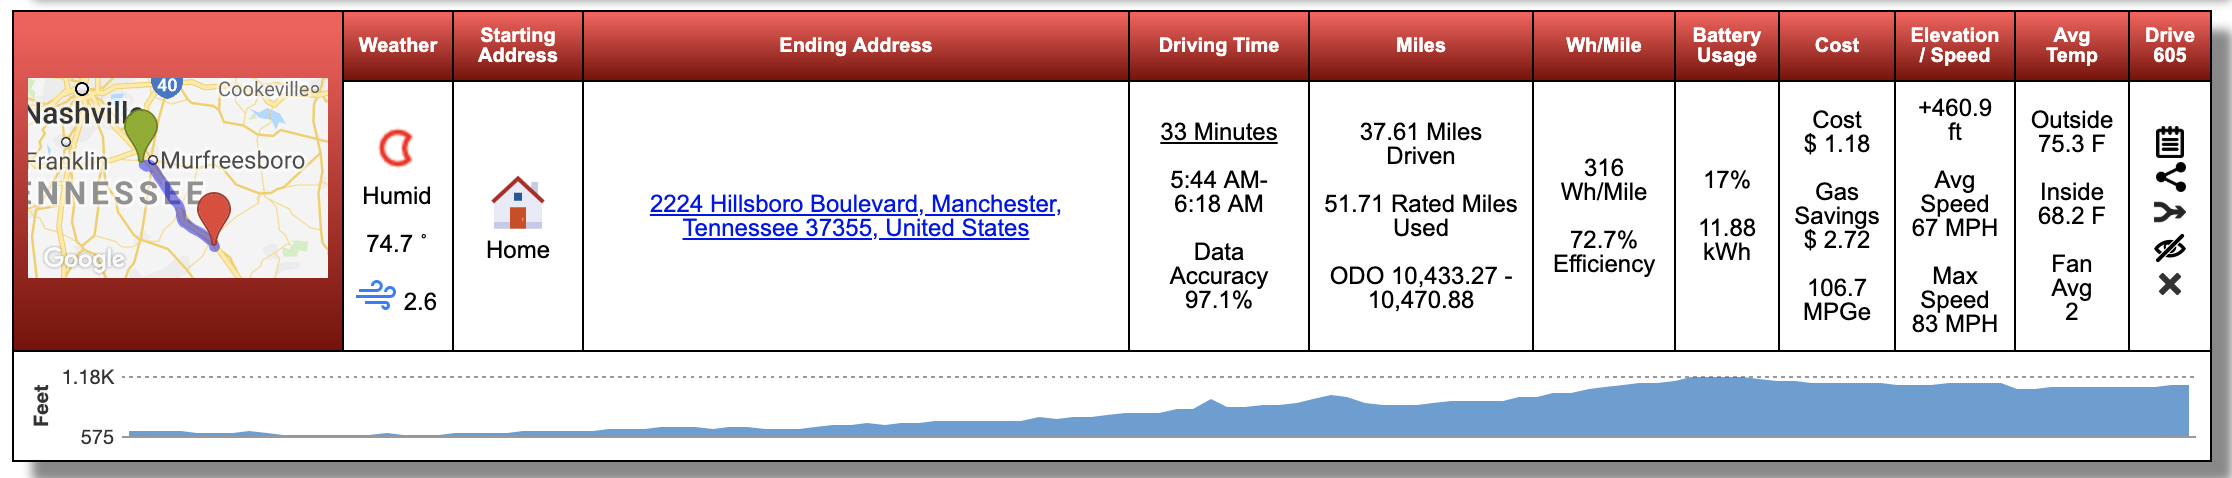 Weather
Starting
Address
Ending Address
Driving Time
Miles
Wh/Mile
Battery
Usage
Cost
Elevation
/ Speed
Avg
Temp
Drive
605
40
Cookeville
Nashville
Franklin
Murfreesboro
ENNESSEE
Google
Humid
74.7 °
2.6
Home
2224 Hillsboro Boulevard, Manchester,
Tennessee 37355, United States
33 Minutes
5:44 AM-
6:18 AM
Data
Accuracy
97.1%
37.61 Miles
Driven
51.71 Rated Miles
Used
ODO 10,433.27 -
10,470.88
316
Wh/Mile
72.7%
Efficiency
17%
11.88
kWh
Cost
$ 1.18
Gas
Savings
$ 2.72
106.7
MPGe
+460.9
ft
Avg
Speed
67 MPH
Max
Speed
83 MPH
Outside
75.3 F
Inside
68.2 F
Fan
Avg
2
Feet
1.18K
575